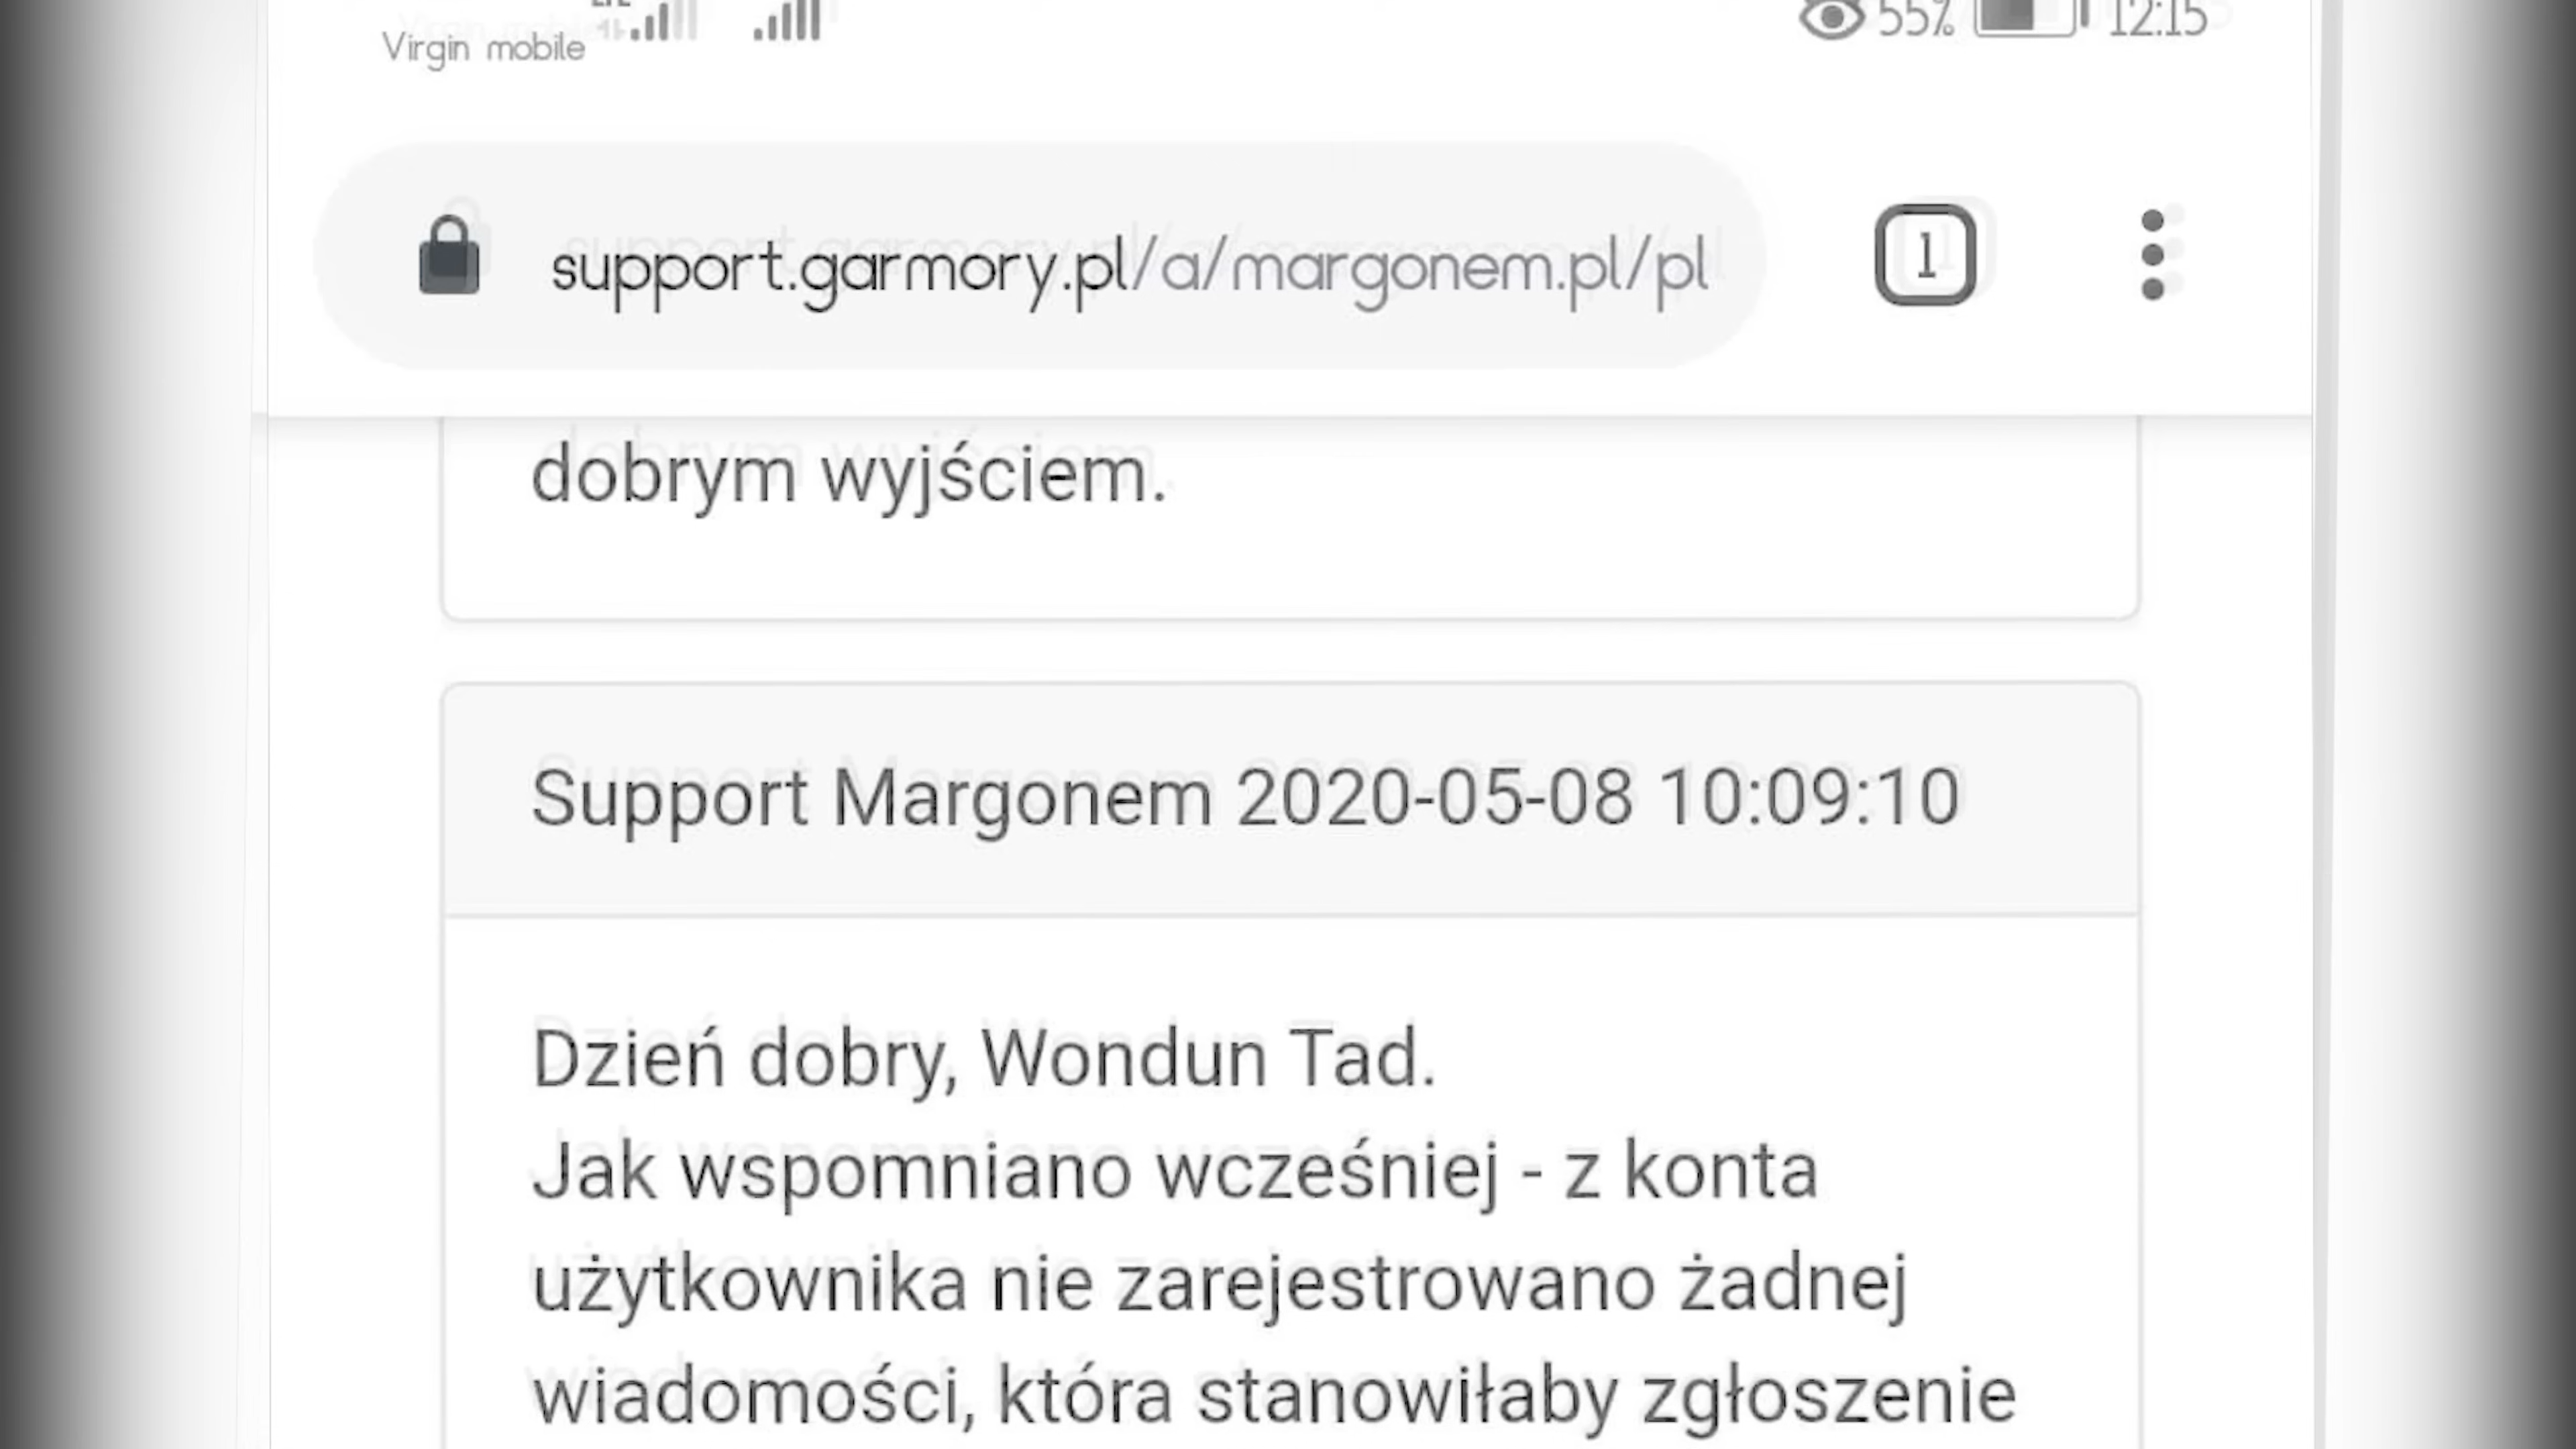 Virgin mobile
55%
12:15
support.garmory.pl/a/margonem.pl/pl
1
dobrym wyjściem.
Support Margonem 2020-05-08 10:09:10
Dzień dobry, Wondun Tad.
Jak wspomniano wcześniej - z konta
użytkownika nie zarejestrowano żadnej
wiadomości, która stanowiłaby zgłoszenie